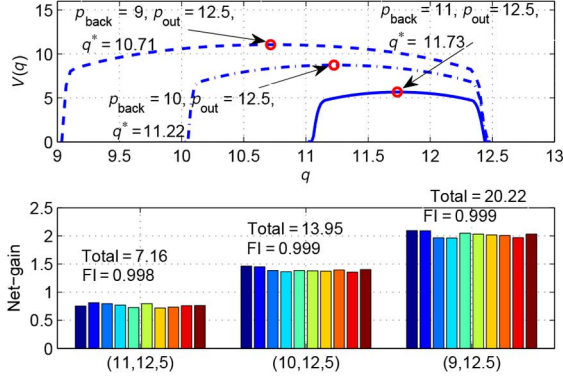 p_back = 9, p_out = 12.5,
q* = 10.71
p_back = 11, p_out = 12.5,
q* = 11.73
p_back = 10, p_out = 12.5,
q* = 11.22
V(q)
15
10
5
0
9 9.5 10 10.5 11 11.5 12 12.5 13
q
Total = 7.16
FI = 0.998
Total = 13.95
FI = 0.999
Total = 20.22
FI = 0.999
Net-gain
2.5
2
1.5
1
0.5
0
(11,12,5) (10,12,5) (9,12.5)